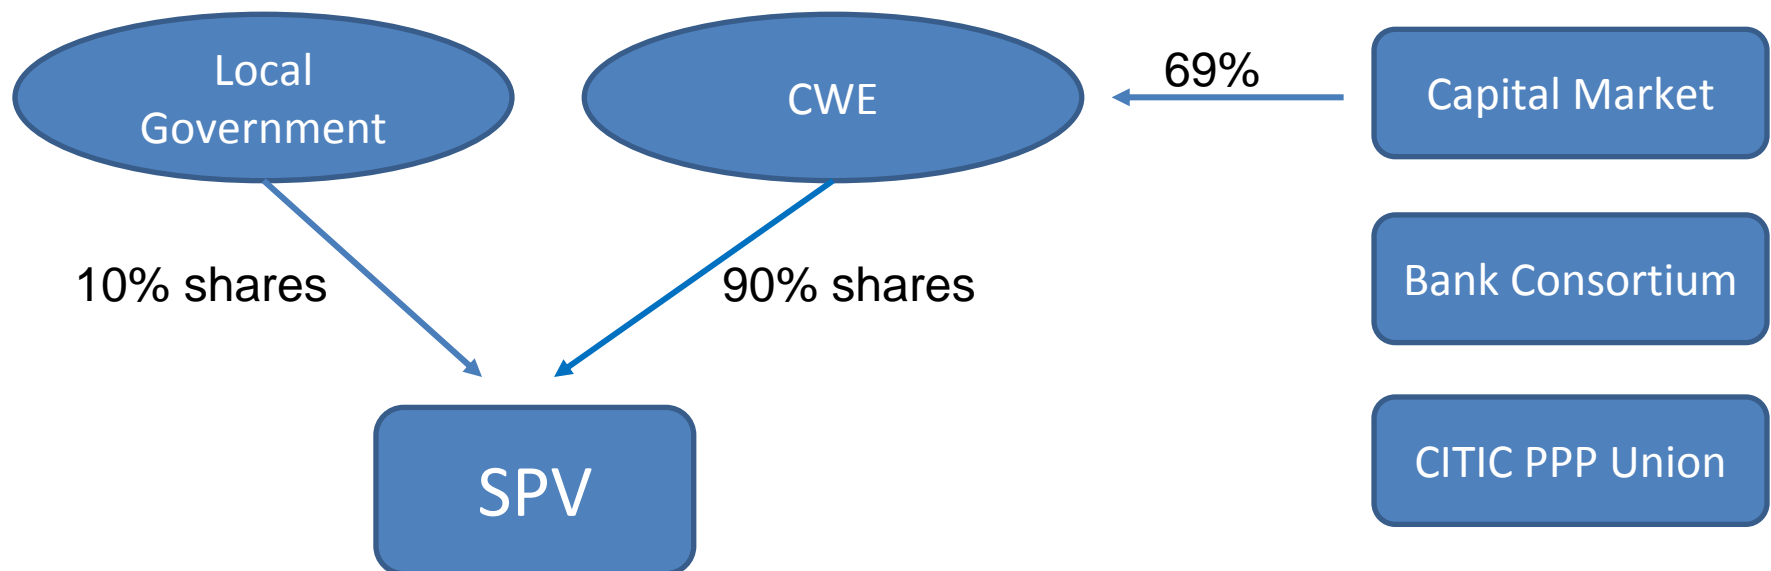 Local
Government
CWE
69%
Capital Market
10% shares
90% shares
Bank Consortium
SPV
CITIC PPP Union